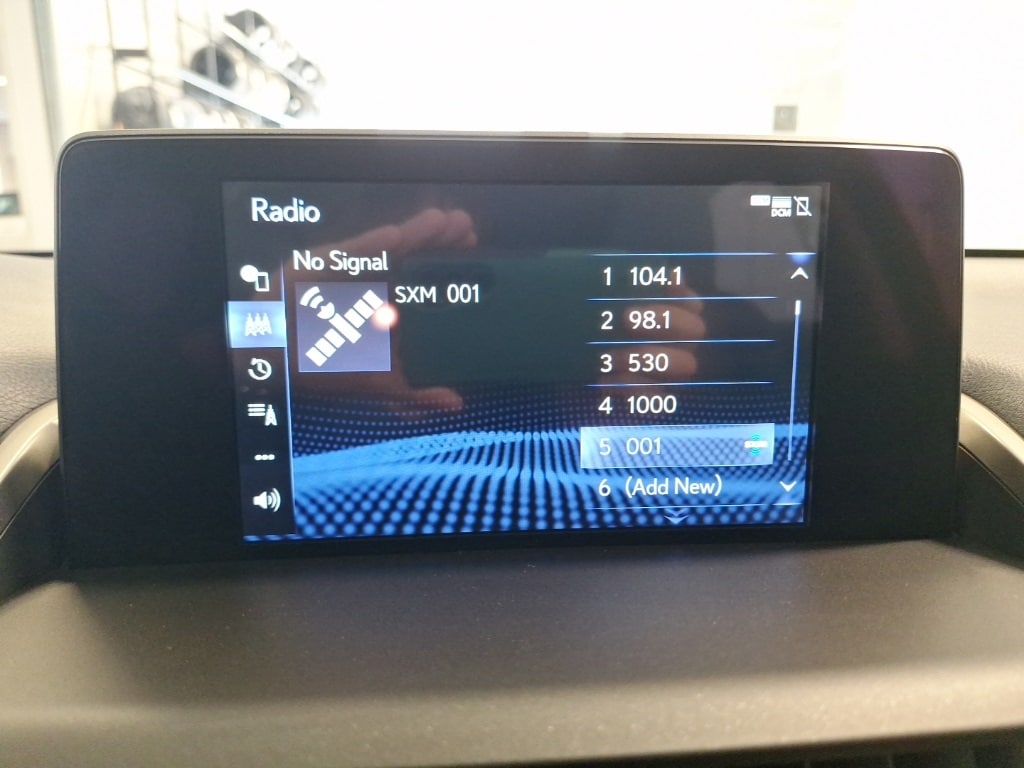 Radio
DCM
No Signal
SXM 001
1 104.1
2 98.1
3 530
4 1000
5 001
6 (Add New)